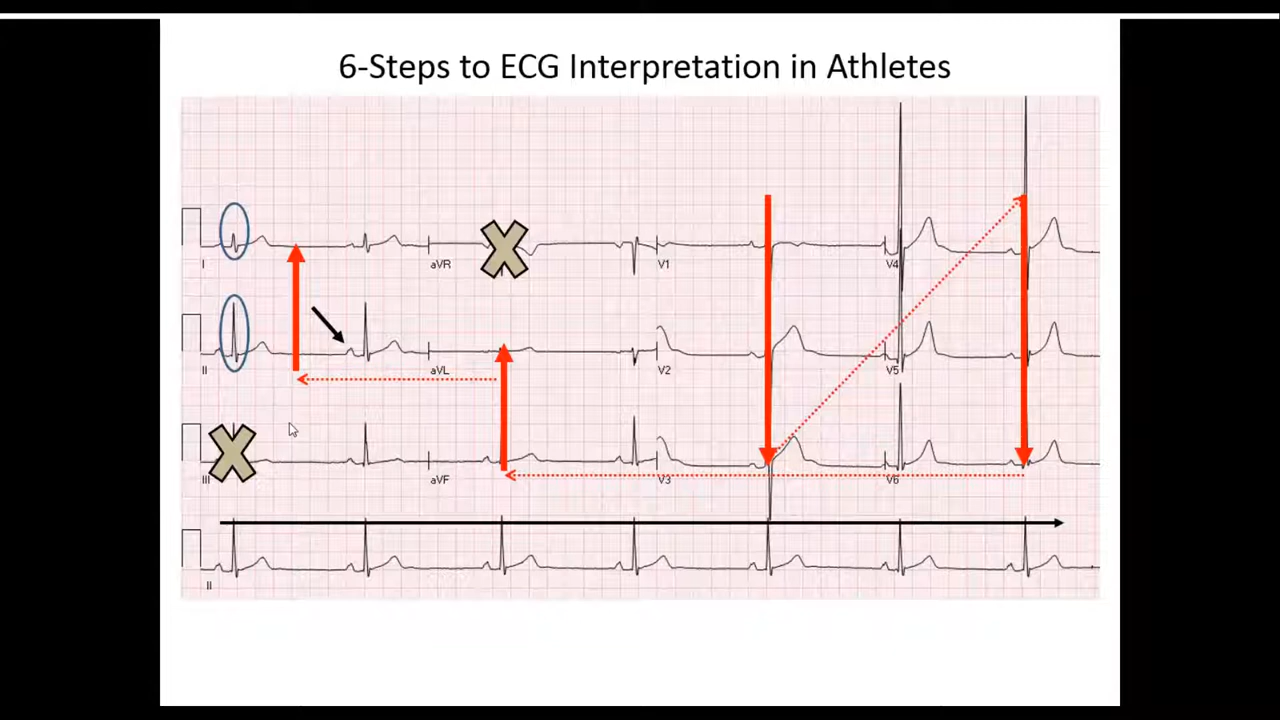 6-Steps to ECG Interpretation in Athletes
I
aVR
V1
V4
II
aVL
V2
V5
III
aVF
V3
V6
II